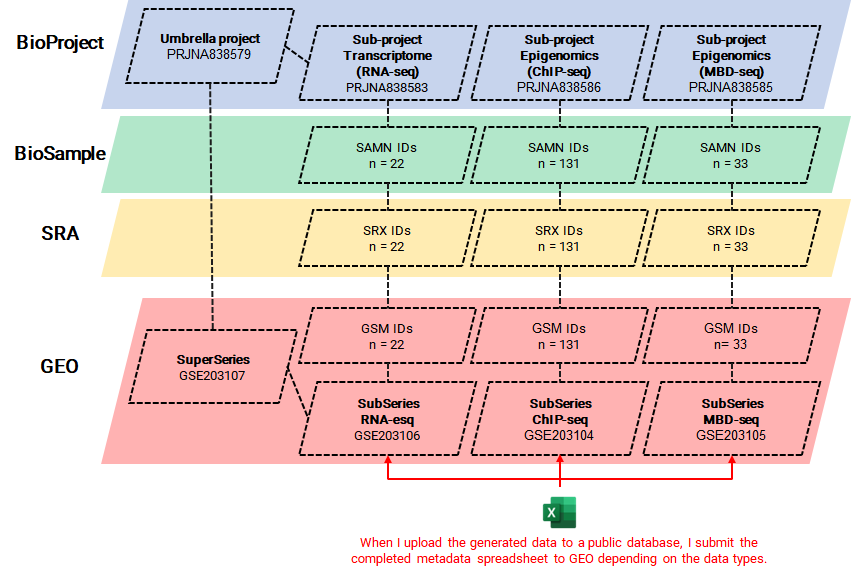 BioProject
Umbrella project
PRJNA838579
Sub-project
Transcriptome
(RNA-seq)
PRJNA838583
Sub-project
Epigenomics
(ChIP-seq)
PRJNA838586
Sub-project
Epigenomics
(MBD-seq)
PRJNA838585
BioSample
SAMN IDs
n = 22
SAMN IDs
n = 131
SAMN IDs
n = 33
SRA
SRX IDs
n = 22
SRX IDs
n = 131
SRX IDs
n = 33
GEO
SuperSeries
GSE203107
GSM IDs
n = 22
GSM IDs
n = 131
GSM IDs
n= 33
SubSeries
RNA-esq
GSE203106
SubSeries
ChIP-seq
GSE203104
SubSeries
MBD-seq
GSE203105
X
When I upload the generated data to a public database, I submit the
completed metadata spreadsheet to GEO depending on the data types.